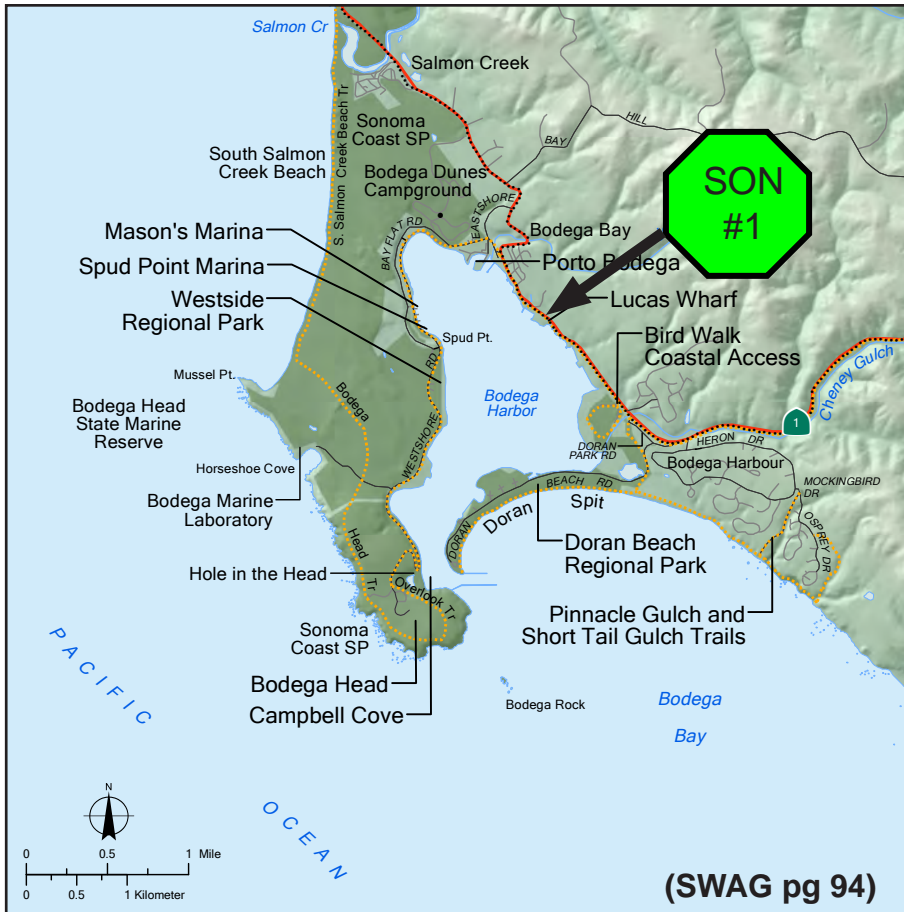 Salmon Cr
Salmon Creek
S. Salmon Creek Beach Tr
Sonoma
Coast SP
HILL
BAY
South Salmon
Creek Beach
Bodega Dunes
Campground
SON
#1
EASTSHORE
BAY FLAT RD
Mason's Marina
Bodega Bay
Spud Point Marina
Porto Bodega
Westside
Regional Park
Lucas Wharf
Bird Walk
Coastal Access
Spud Pt.
RD
Cheney Gulch
Mussel Pt.
Bodega
Bodega
Harbor
Bodega Head
State Marine
Reserve
1
WESTSHORE
DORAN
PARK RD
HERON DR
Bodega Harbour
Horseshoe Cove
MOCKINGBIRD
DR
Bodega Marine
Laboratory
DORAN BEACH RD
Doran Spit
OSPREY DR
Head
Tr
Doran Beach
Regional Park
Hole in the Head
Overlook Tr
Pinnacle Gulch and
Short Tail Gulch Trails
Sonoma
Coast SP
PACIFIC
Bodega Head
Campbell Cove
Bodega Rock
Bodega
Bay
N
OCEAN
0 0.5 1 Mile
0 0.5 1 Kilometer
(SWAG pg 94)